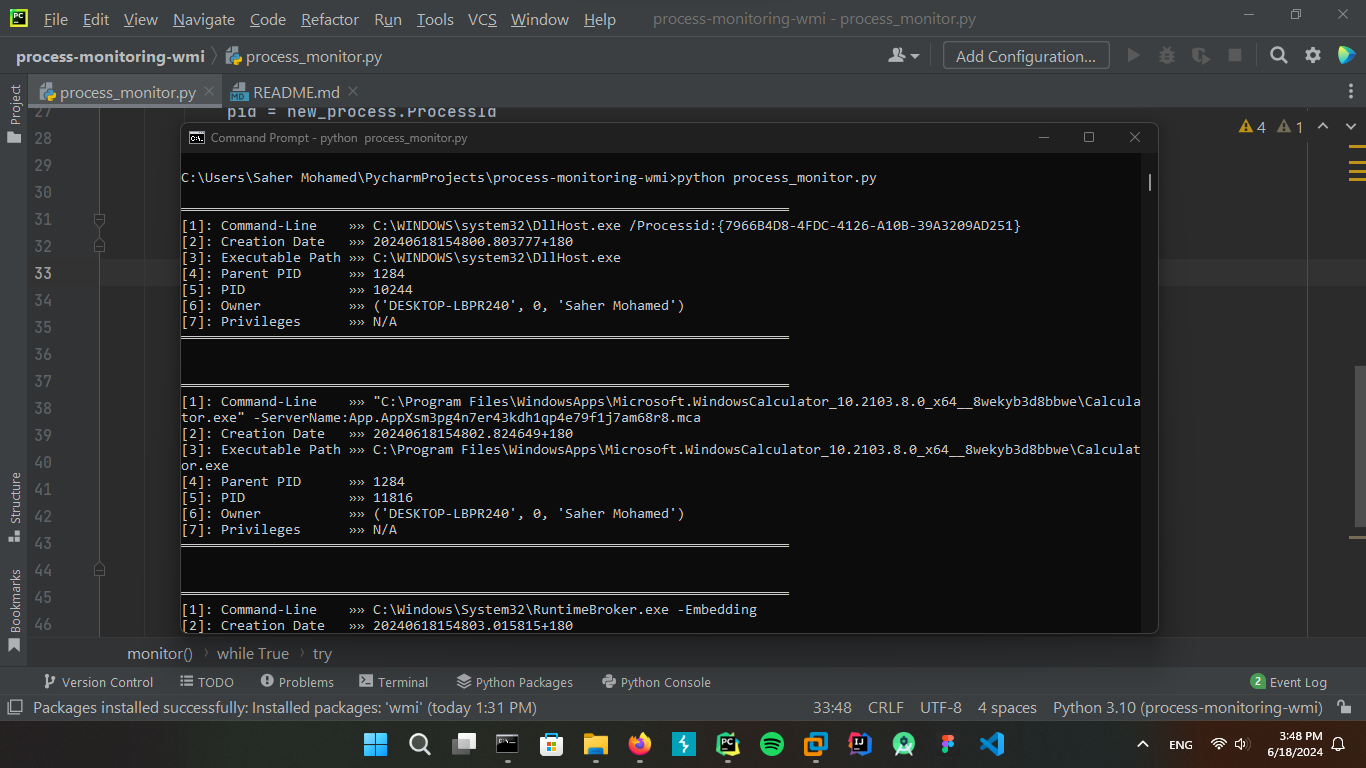 File Edit View Navigate Code Refactor Run Tools VCS Window Help process-monitoring-wmi - process_monitor.py
process-monitoring-wmi process_monitor.py Add Configuration...
process_monitor.py README.md
Project
27 pid = new_process.ProcessId
4 1
28
29
30
31
32
33
34
35
36
37
38
39
40
41
42
43
44
45
46
Structure
Bookmarks
Command Prompt - python process_monitor.py
C:\Users\Saher Mohamed\PycharmProjects\process-monitoring-wmi>python process_monitor.py
[1]: Command-Line »» C:\WINDOWS\system32\DllHost.exe /Processid:{7966B4D8-4FDC-4126-A10B-39A3209AD251}
[2]: Creation Date »» 20240618154800.803777+180
[3]: Executable Path »» C:\WINDOWS\system32\DllHost.exe
[4]: Parent PID »» 1284
[5]: PID »» 10244
[6]: Owner »» ('DESKTOP-LBPR240', 0, 'Saher Mohamed')
[7]: Privileges »» N/A
[1]: Command-Line »» "C:\Program Files\WindowsApps\Microsoft.WindowsCalculator_10.2103.8.0_x64__8wekyb3d8bbwe\Calcula
tor.exe" -ServerName:App.AppXsm3pg4n7er43kdh1qp4e79f1j7am68r8.mca
[2]: Creation Date »» 20240618154802.824649+180
[3]: Executable Path »» C:\Program Files\WindowsApps\Microsoft.WindowsCalculator_10.2103.8.0_x64__8wekyb3d8bbwe\Calculat
or.exe
[4]: Parent PID »» 1284
[5]: PID »» 11816
[6]: Owner »» ('DESKTOP-LBPR240', 0, 'Saher Mohamed')
[7]: Privileges »» N/A
[1]: Command-Line »» C:\Windows\System32\RuntimeBroker.exe -Embedding
[2]: Creation Date »» 20240618154803.015815+180
monitor() while True try
Version Control TODO Problems Terminal Python Packages Python Console 2 Event Log
Packages installed successfully: Installed packages: 'wmi' (today 1:31 PM) 33:48 CRLF UTF-8 4 spaces Python 3.10 (process-monitoring-wmi)
ENG 3:48 PM
6/18/2024